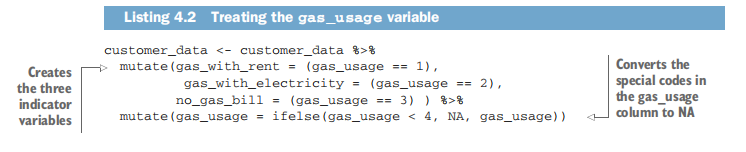 Listing 4.2 Treating the gas_usage variable
customer_data <- customer_data %>%
mutate(gas_with_rent = (gas_usage == 1),
gas_with_electricity = (gas_usage == 2),
no_gas_bill = (gas_usage == 3) ) %>%
mutate(gas_usage = ifelse(gas_usage < 4, NA, gas_usage))
Creates
the three
indicator
variables
Converts the
special codes in
the gas_usage
column to NA